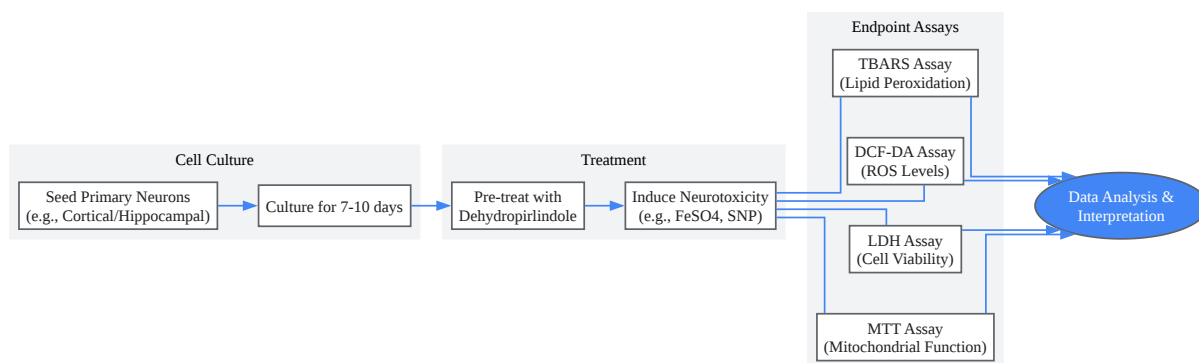 Cell Culture
Seed Primary Neurons
(e.g., Cortical/Hippocampal)
Culture for 7-10 days
Treatment
Pre-treat with
Dehydropirlindole
Induce Neurotoxicity
(e.g., FeSO4, SNP)
Endpoint Assays
TBARS Assay
(Lipid Peroxidation)
DCF-DA Assay
(ROS Levels)
LDH Assay
(Cell Viability)
MTT Assay
(Mitochondrial Function)
Data Analysis &
Interpretation